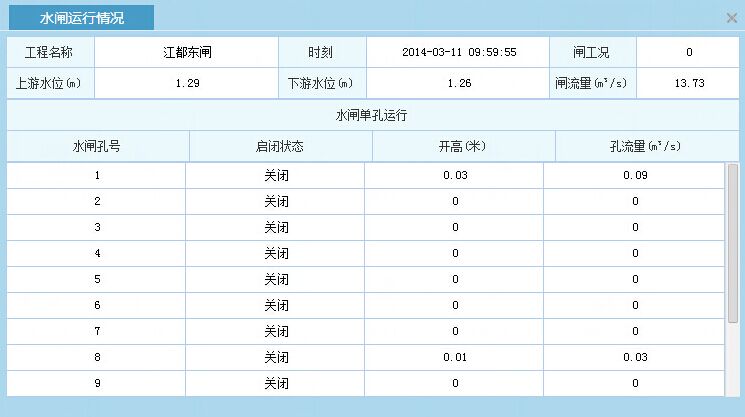 水闸运行情况
工程名称 江都东闸 时刻 2014-03-11 09:59:55 闸工况 0
上游水位(m) 1.29 下游水位(m) 1.26 闸流量(m³/s) 13.73
水闸单孔运行
水闸孔号 启闭状态 开高(米) 孔流量(m³/s)
1 关闭 0.03 0.09
2 关闭 0 0
3 关闭 0 0
4 关闭 0 0
5 关闭 0 0
6 关闭 0 0
7 关闭 0 0
8 关闭 0.01 0.03
9 关闭 0 0